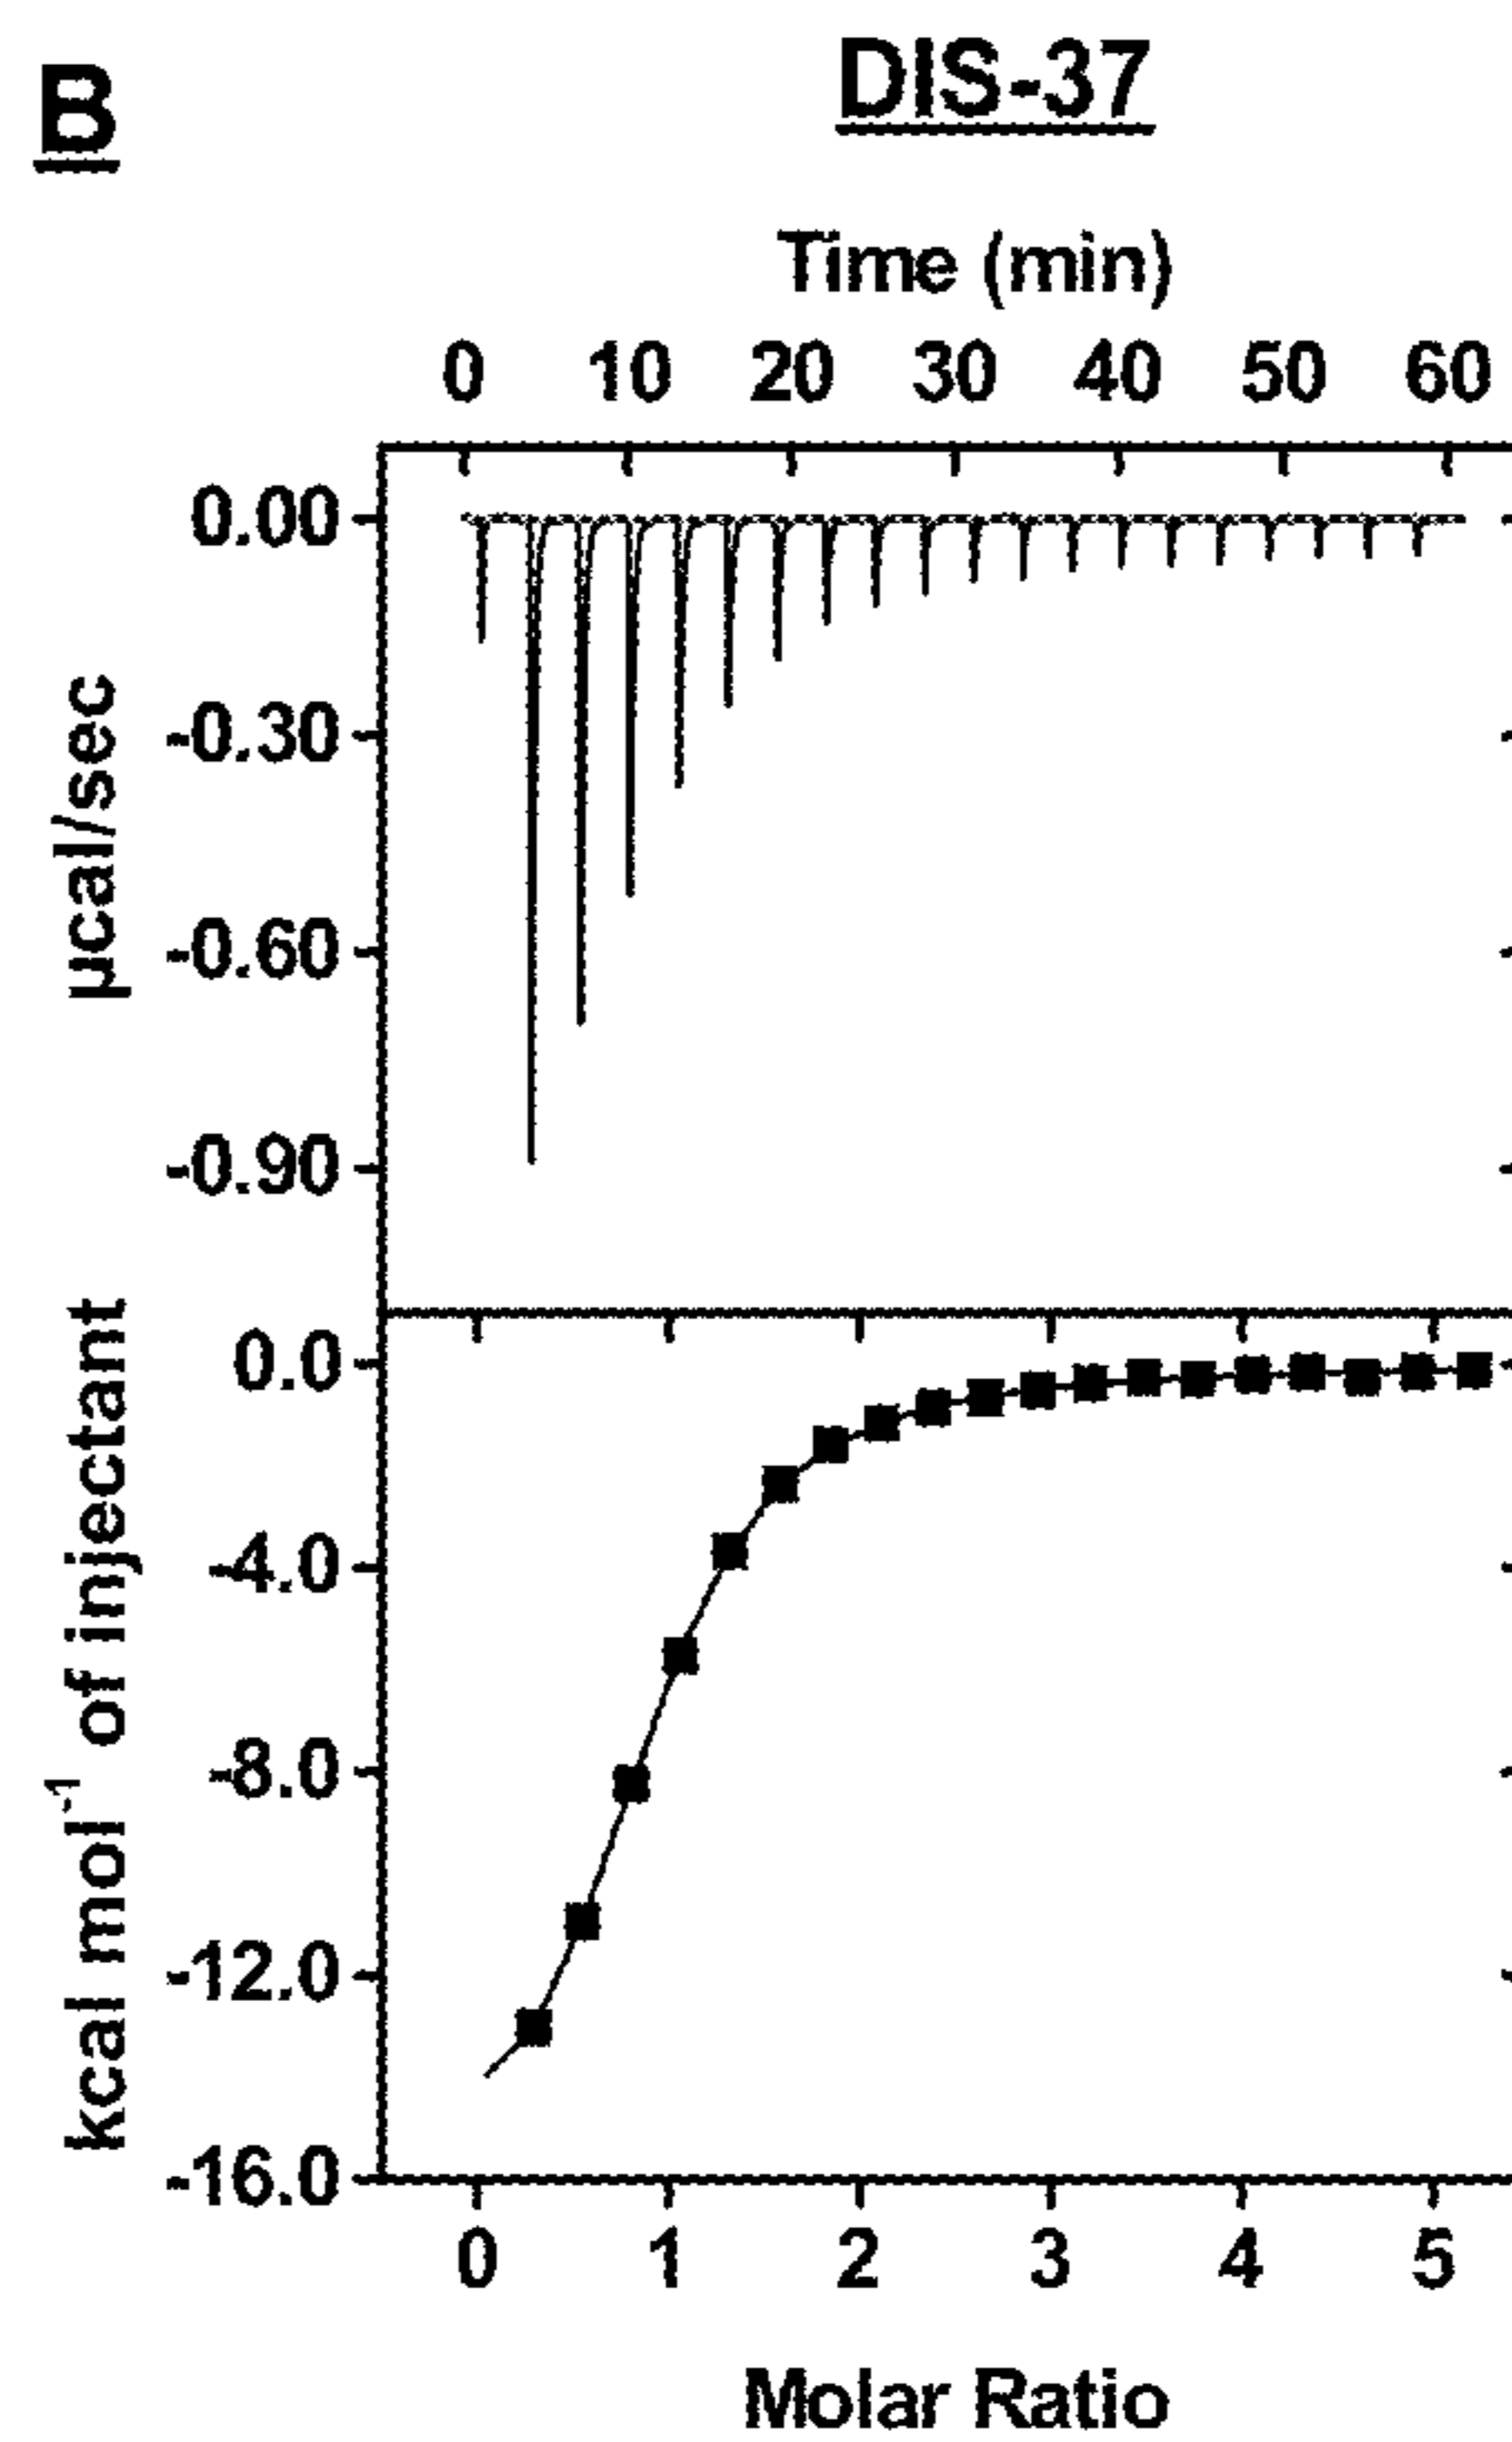 B
DIS-37
Time (min)
0 10 20 30 40 50 60
0.00
-0.30
-0.60
-0.90
µcal/sec
0.0
-4.0
-8.0
-12.0
-16.0
kcal mol⁻¹ of injectant
0 1 2 3 4 5
Molar Ratio